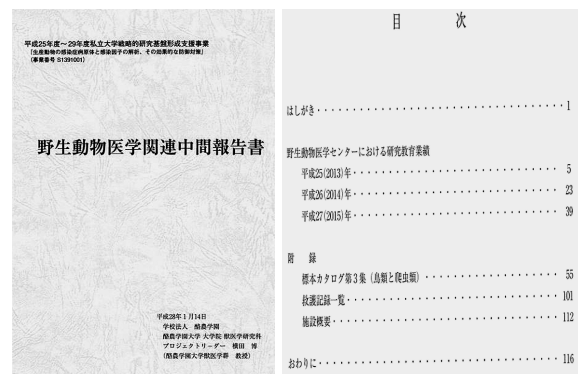 平成25年度～29年度私立大学戦略的研究基盤形成支援事業
「生産動物の感染症病原体と感染因子の解析、その効果的な防御対策」
(事業番号 S1391001)
野生動物医学関連中間報告書
平成28年1月14日
学校法人 酪農学園
酪農学園大学 大学院 獣医学研究科
プロジェクトリーダー 横田 博
(酪農学園大学獣医学群 教授)
目 次
はしがき・・・・・・・・・・・・・・・・・・・・・・・・・・・・ 1
野生動物医学センターにおける研究教育業績
平成25(2013)年・・・・・・・・・・・・・・・・・・・・・・・・ 5
平成26(2014)年・・・・・・・・・・・・・・・・・・・・・・・・ 23
平成27(2015)年・・・・・・・・・・・・・・・・・・・・・・・・ 39
附 録
標本カタログ第3集（鳥類と爬虫類）・・・・・・・・・・・・・・・・ 55
救護記録一覧・・・・・・・・・・・・・・・・・・・・・・・・・・ 101
施設概要・・・・・・・・・・・・・・・・・・・・・・・・・・・・ 112
おわりに・・・・・・・・・・・・・・・・・・・・・・・・・・・・ 116